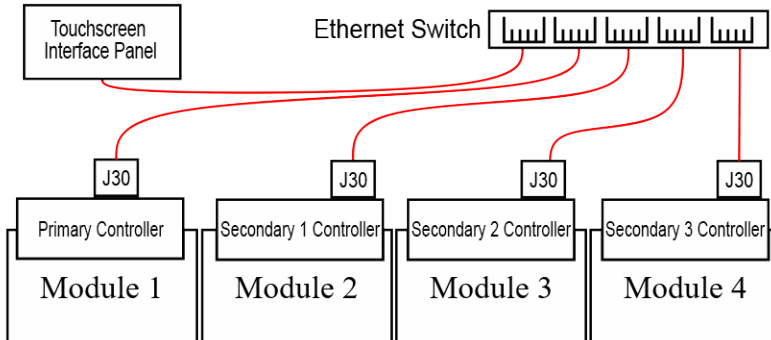 Touchscreen
Interface Panel
Ethernet Switch
J30
J30
J30
J30
Primary Controller
Secondary 1 Controller
Secondary 2 Controller
Secondary 3 Controller
Module 1
Module 2
Module 3
Module 4